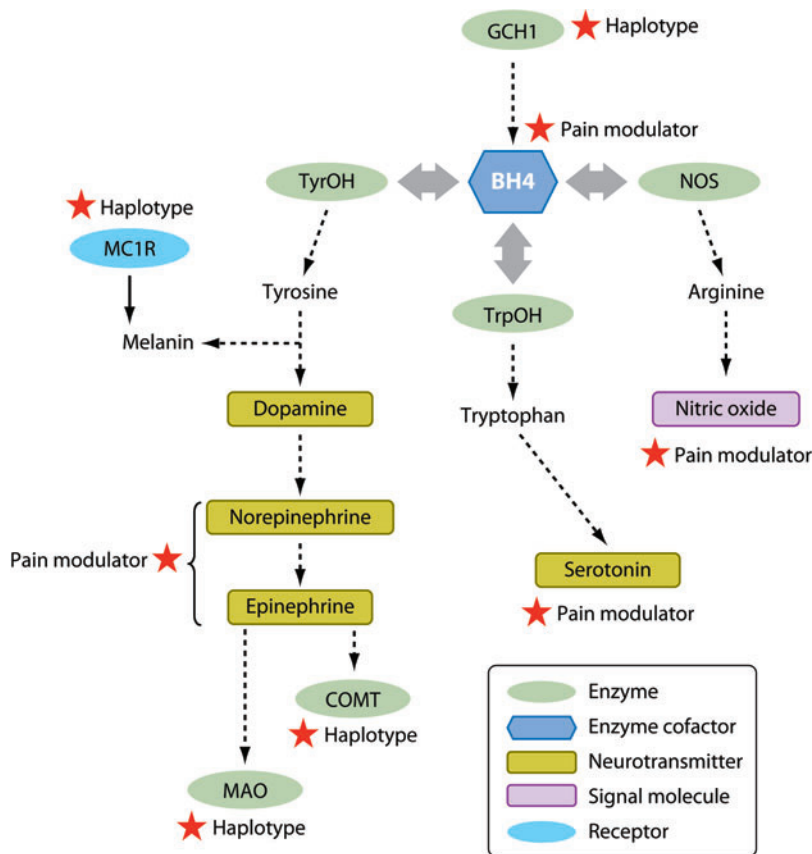 GCH1
Haplotype
Pain modulator
TyrOH
BH4
NOS
Haplotype
MC1R
Tyrosine
Arginine
TrpOH
Melanin
Dopamine
Tryptophan
Nitric oxide
Pain modulator
Norepinephrine
Pain modulator
Serotonin
Epinephrine
Pain modulator
COMT
Haplotype
MAO
Haplotype
Enzyme
Enzyme cofactor
Neurotransmitter
Signal molecule
Receptor